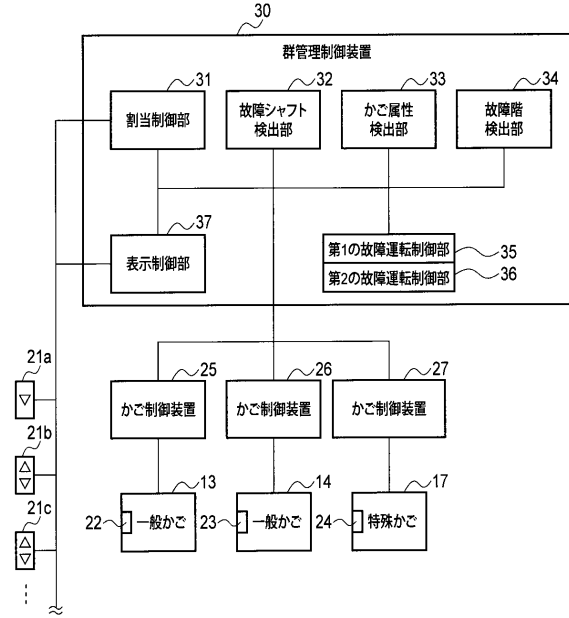 30
群管理制御装置
31
32
33
34
割当制御部
故障シャフト
検出部
かご属性
検出部
故障階
検出部
37
表示制御部
第1の故障運転制御部
35
第2の故障運転制御部
36
21a
25
26
27
かご制御装置
かご制御装置
かご制御装置
21b
13
14
17
21c
22
一般かご
23
一般かご
24
特殊かご